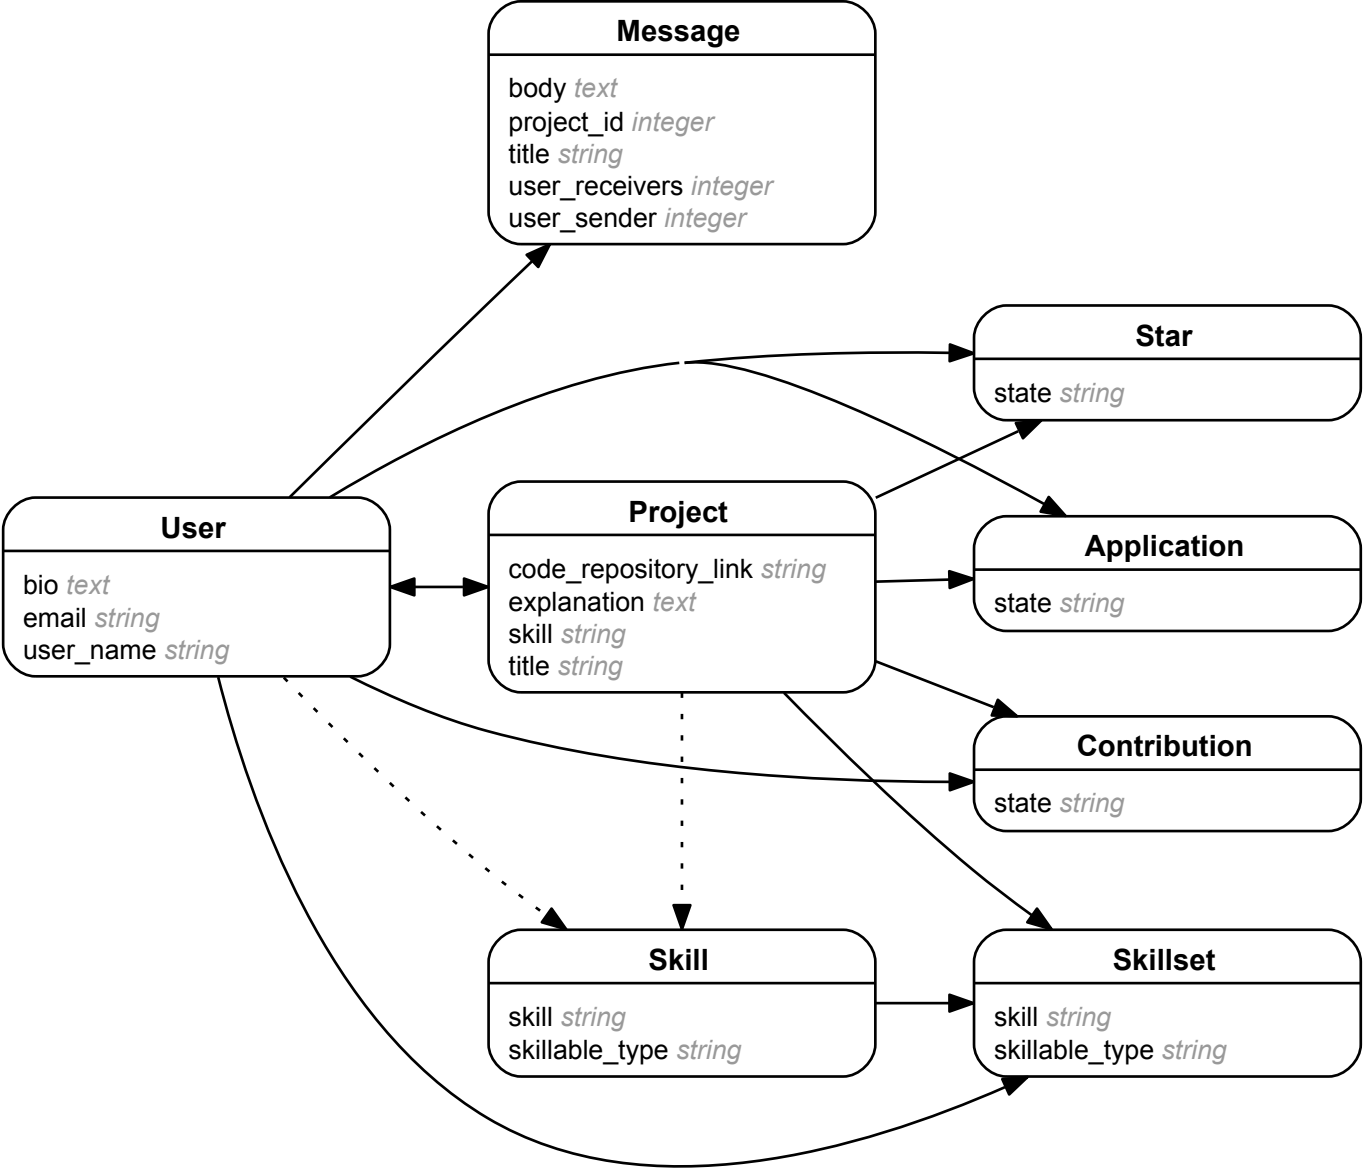 Message
body text
project_id integer
title string
user_receivers integer
user_sender integer
Star
state string
User
bio text
email string
user_name string
Project
code_repository_link string
explanation text
skill string
title string
Application
state string
Contribution
state string
Skill
skill string
skillable_type string
Skillset
skill string
skillable_type string